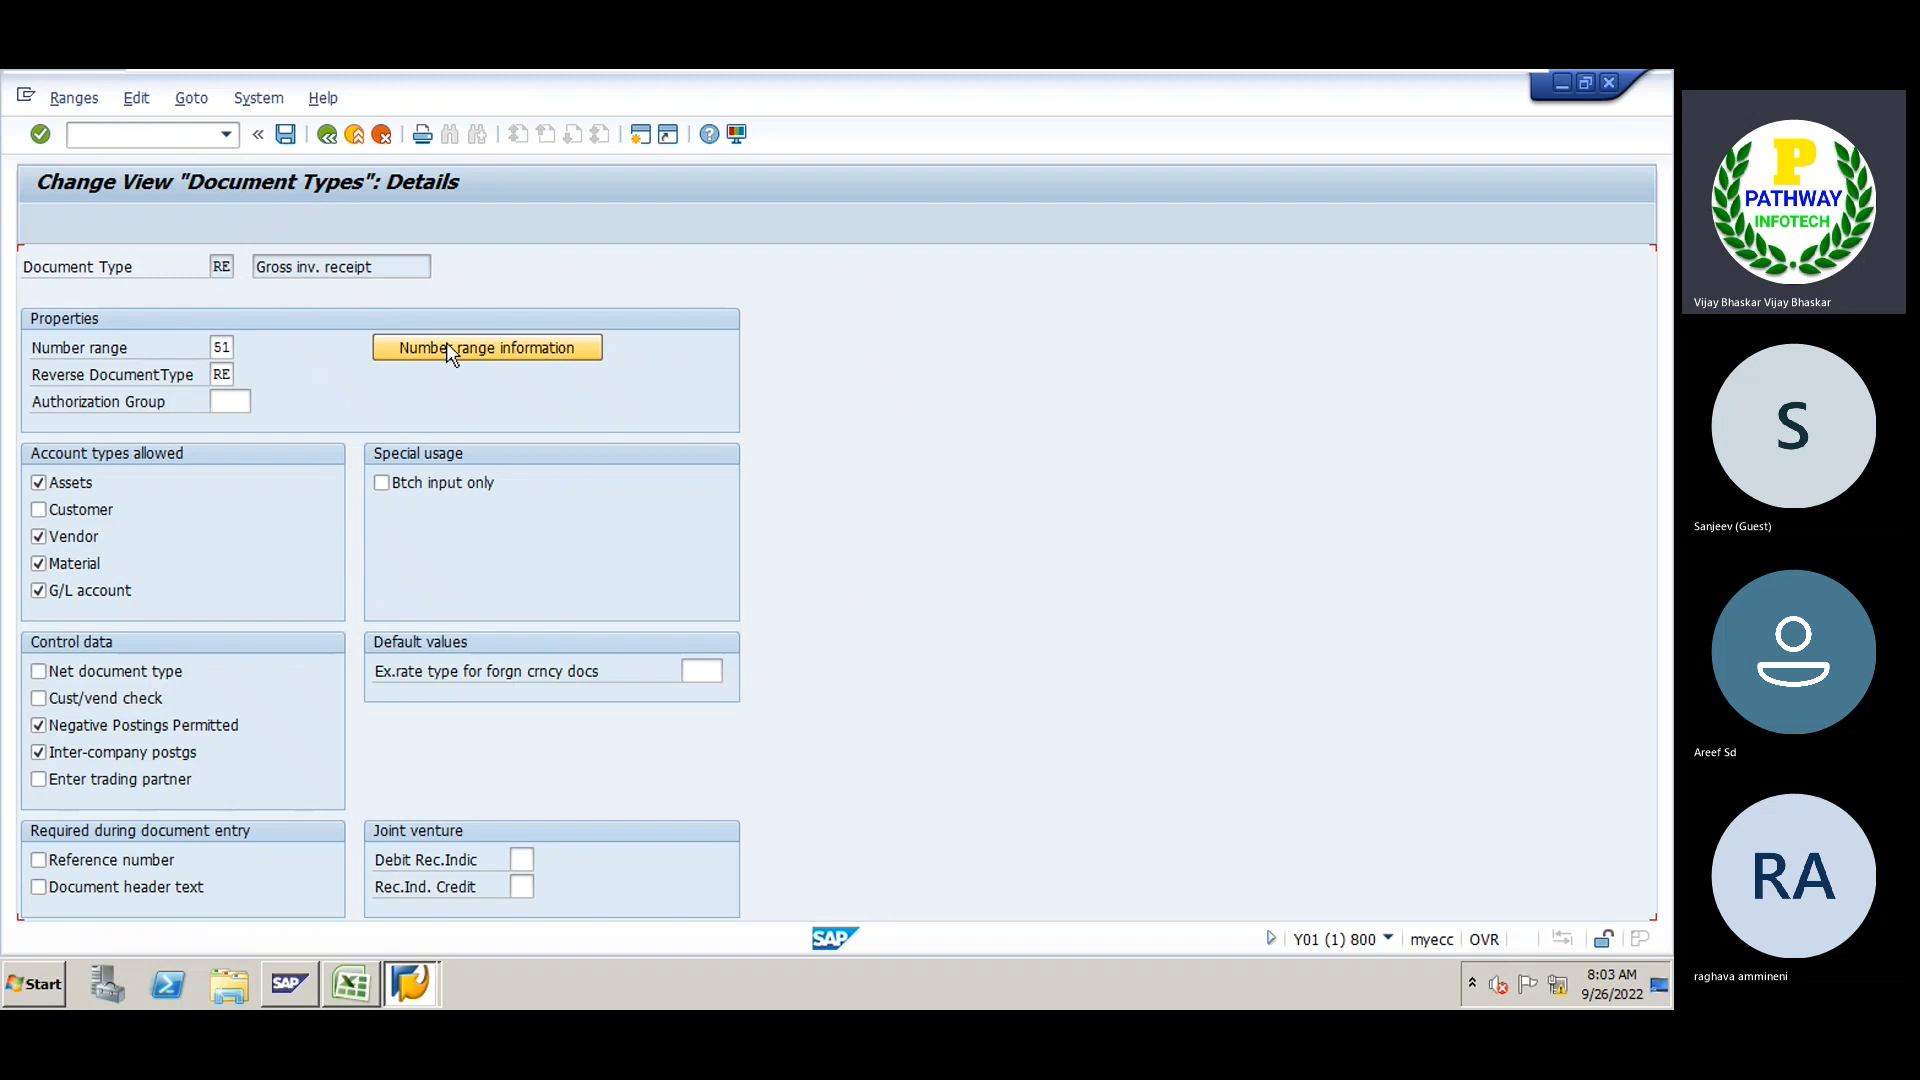 Ranges Edit Goto System Help
Change View "Document Types": Details
Document Type RE Gross inv. receipt
Properties
Number range 51 Number range information
Reverse DocumentType RE
Authorization Group
Account types allowed Special usage
Assets Btch input only
Customer
Vendor
Material
G/L account
Control data Default values
Net document type Ex.rate type for forgn crncy docs
Cust/vend check
Negative Postings Permitted
Inter-company postgs
Enter trading partner
Required during document entry Joint venture
Reference number Debit Rec.Indic
Document header text Rec.Ind. Credit
SAP Y01 (1) 800 myecc OVR
Start SAP 8:03 AM
9/26/2022
P
PATHWAY
INFOTECH
Vijay Bhaskar Vijay Bhaskar
S
Sanjeev (Guest)
Areef Sd
RA
raghava ammineni